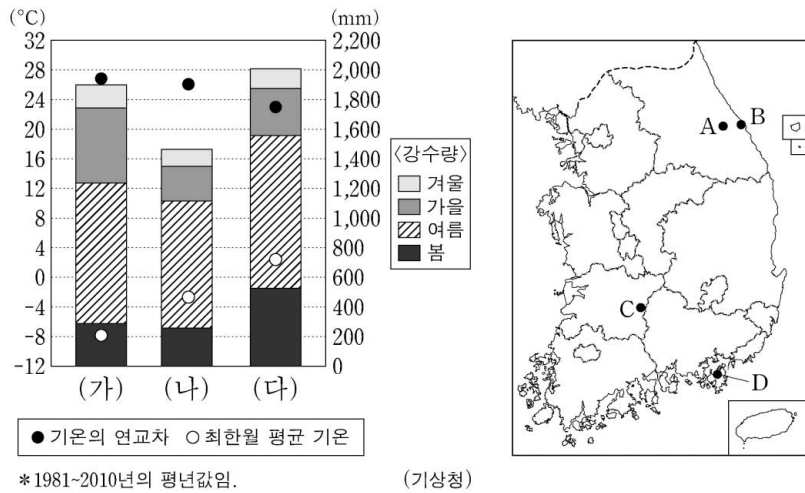 (℃)
(mm)
32
28
24
20
16
12
8
4
0
-4
-8
-12
2,200
2,000
1,800
1,600
1,400
1,200
1,000
800
600
400
200
0
(가)
(나)
(다)
〈강수량〉
겨울
가을
여름
봄
● 기온의 연교차 ○ 최한월 평균 기온
*1981~2010년의 평년값임.
(기상청)
A
B
C
D